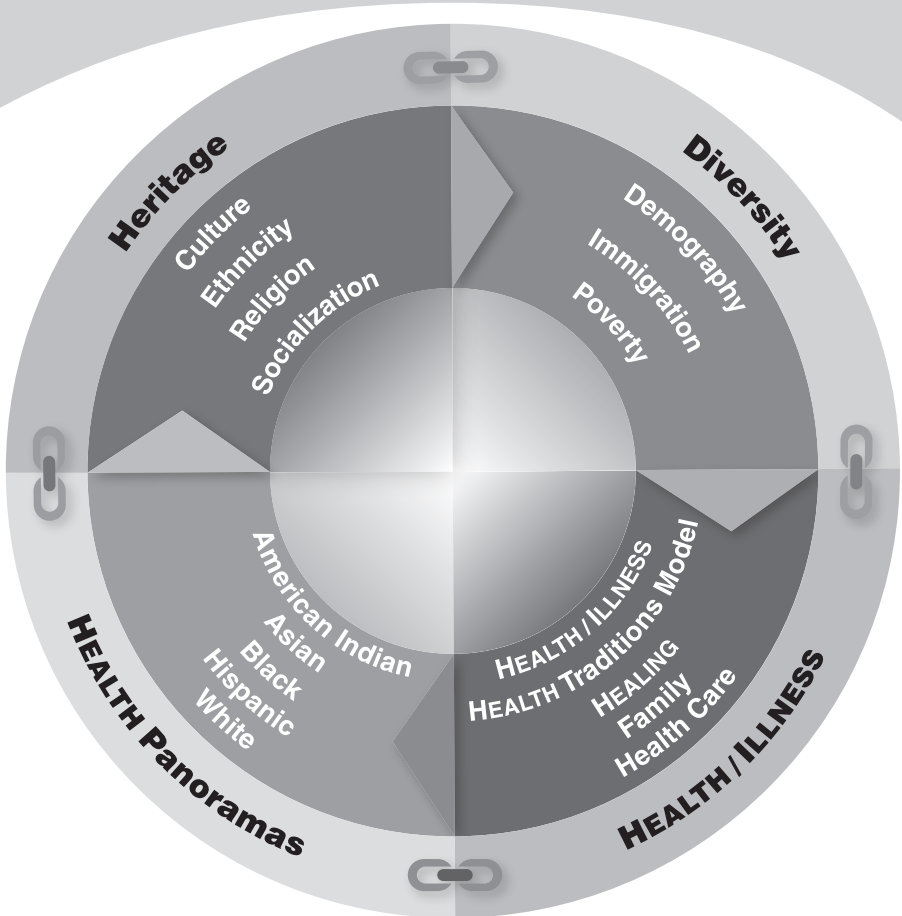 Heritage
Culture
Ethnicity
Religion
Socialization
Diversity
Demography
Immigration
Poverty
HEALTH / ILLNESS
HEALTH / ILLNESS
HEALTH Traditions Model
HEALING
Family
Health Care
HEALTH Panoramas
American Indian
Asian
Black
Hispanic
White